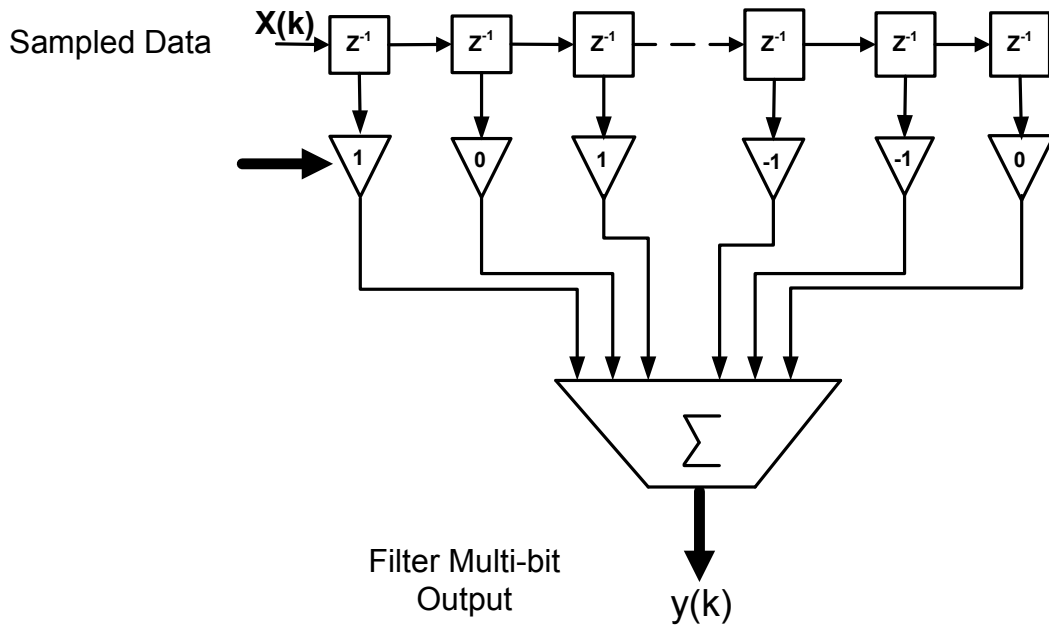 Sampled Data
X(k)
Z⁻¹ Z⁻¹ Z⁻¹ Z⁻¹ Z⁻¹ Z⁻¹
1 0 1 -1 -1 0
∑
Filter Multi-bit
Output
y(k)